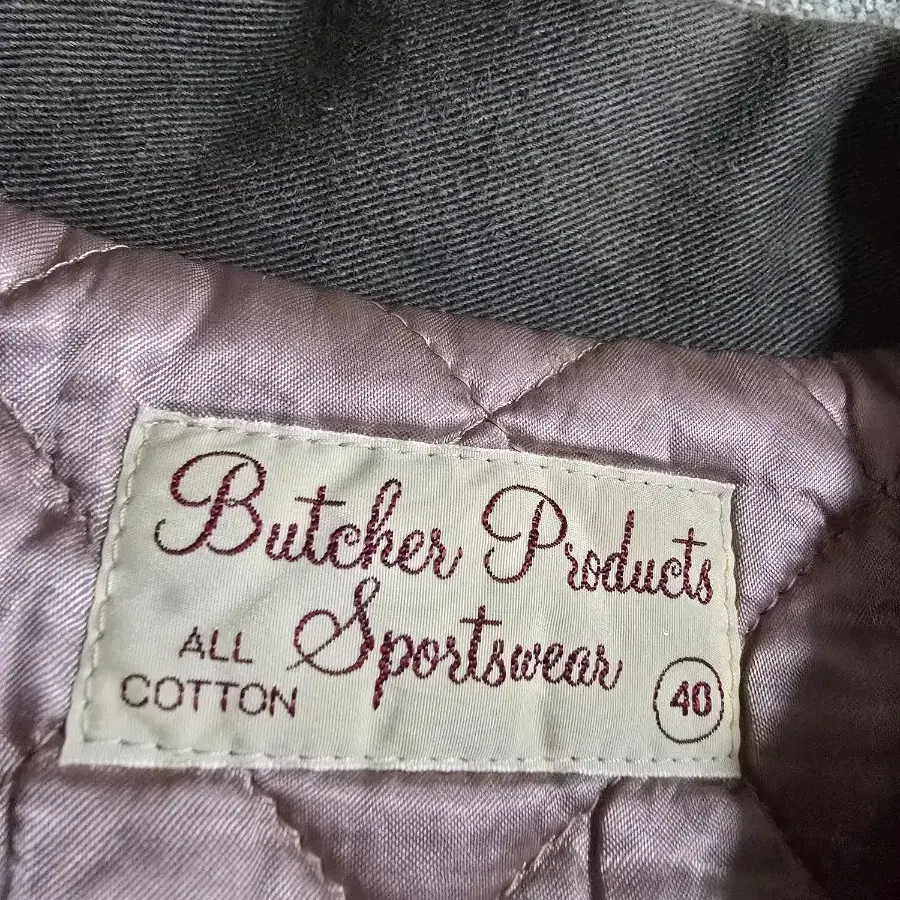 Butcher Products
Sportswear
ALL
COTTON
40